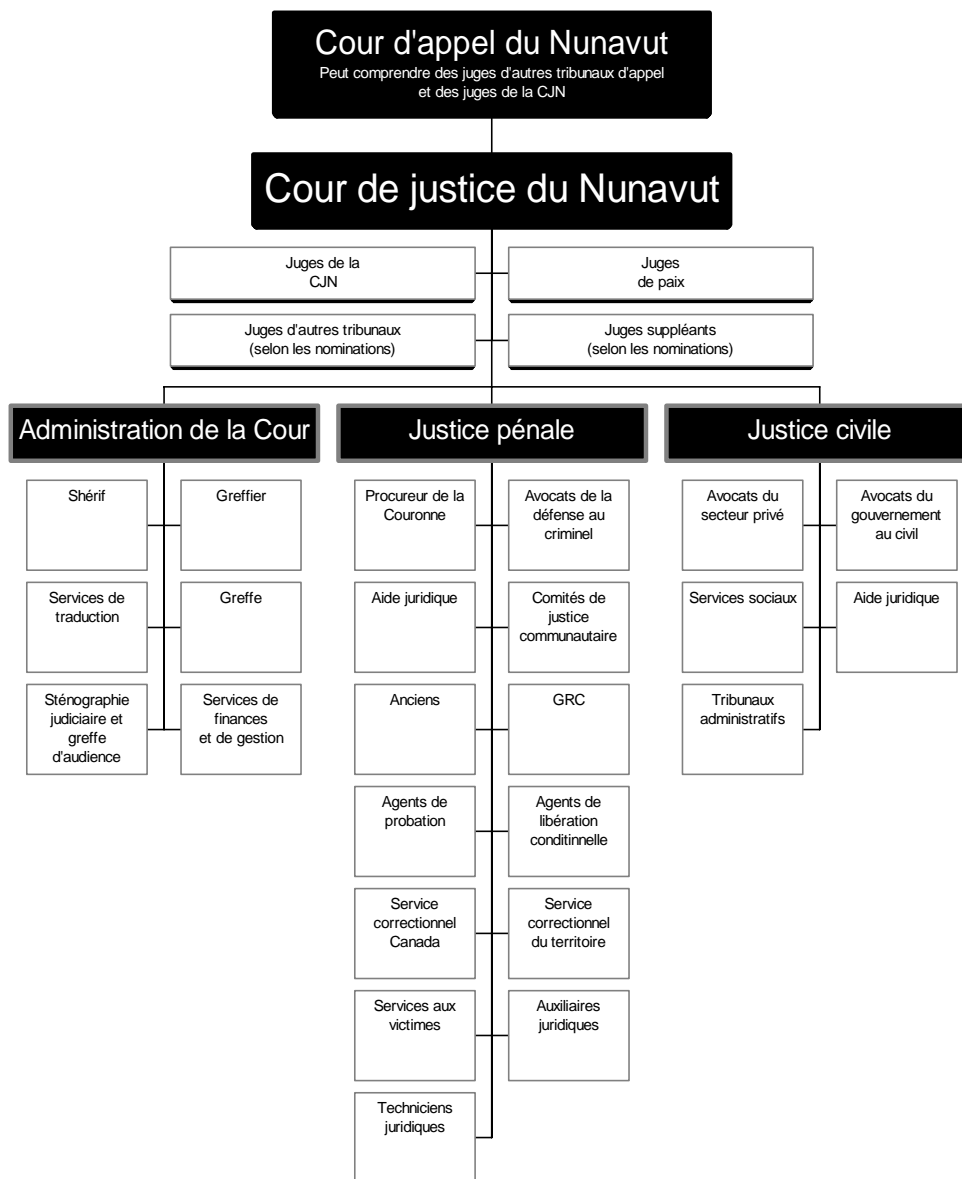 Cour d'appel du Nunavut
Peut comprendre des juges d'autres tribunaux d'appel
et des juges de la CJN
Cour de justice du Nunavut
Juges de la
CJN
Juges
de paix
Juges d'autres tribunaux
(selon les nominations)
Juges suppléants
(selon les nominations)
Administration de la Cour
Shérif
Greffier
Services de
traduction
Greffe
Sténographie
judiciaire et
greffe
d'audience
Services de
finances
et de gestion
Justice pénale
Procureur de la
Couronne
Avocats de la
défense au
criminel
Aide juridique
Comités de
justice
communautaire
Anciens
GRC
Agents de
probation
Agents de
libération
conditinnelle
Service
correctionnel
Canada
Service
correctionnel
du territoire
Services aux
victimes
Auxiliaires
juridiques
Techniciens
juridiques
Justice civile
Avocats du
secteur privé
Avocats du
gouvernement
au civil
Services sociaux
Aide juridique
Tribunaux
administratifs